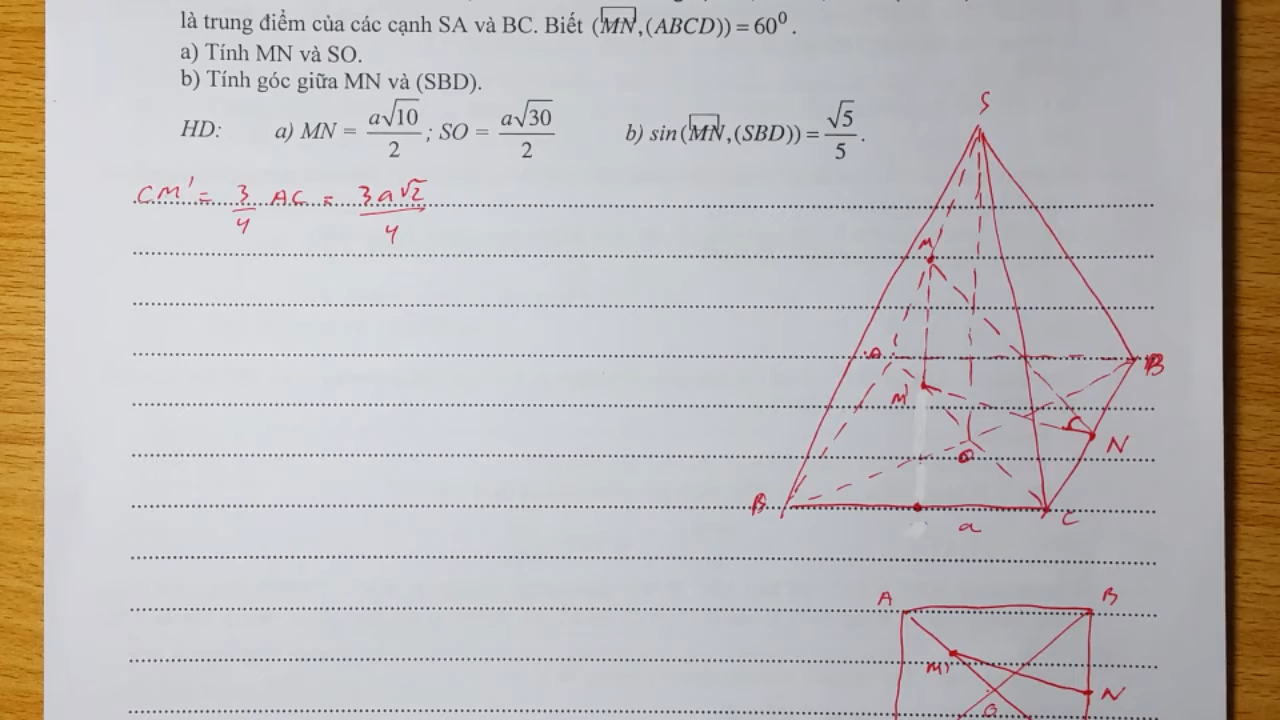 là trung điểm của các cạnh SA và BC. Biết (MN,(ABCD)) = 60⁰.
a) Tính MN và SO.
b) Tính góc giữa MN và (SBD).
HD: a) MN = a√10/2; SO = a√30/2 b) sin(MN,(SBD)) = √5/5.
CM' = 3/4 AC = 3a√2/4
S
M
A
B
M'
N
O
B
C
a
A
B
M'
N
O